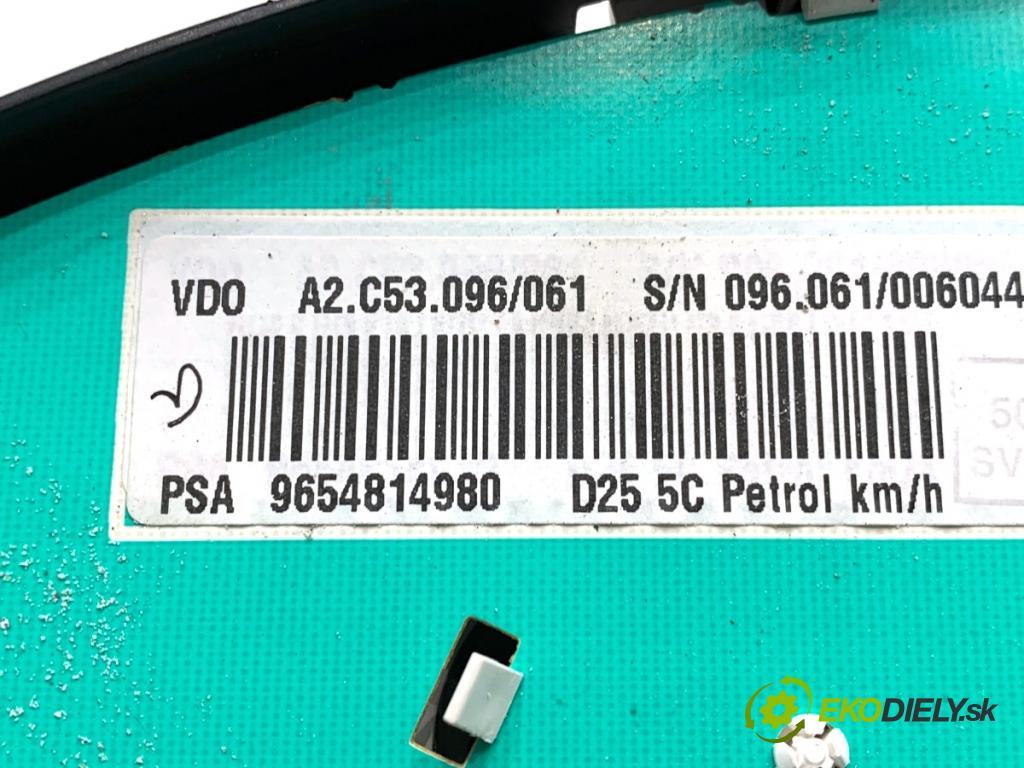 VDO A2.C53.096/061 S/N 096.061/006044
PSA 9654814980 D25 5C Petrol km/h
EKODIELY.sk